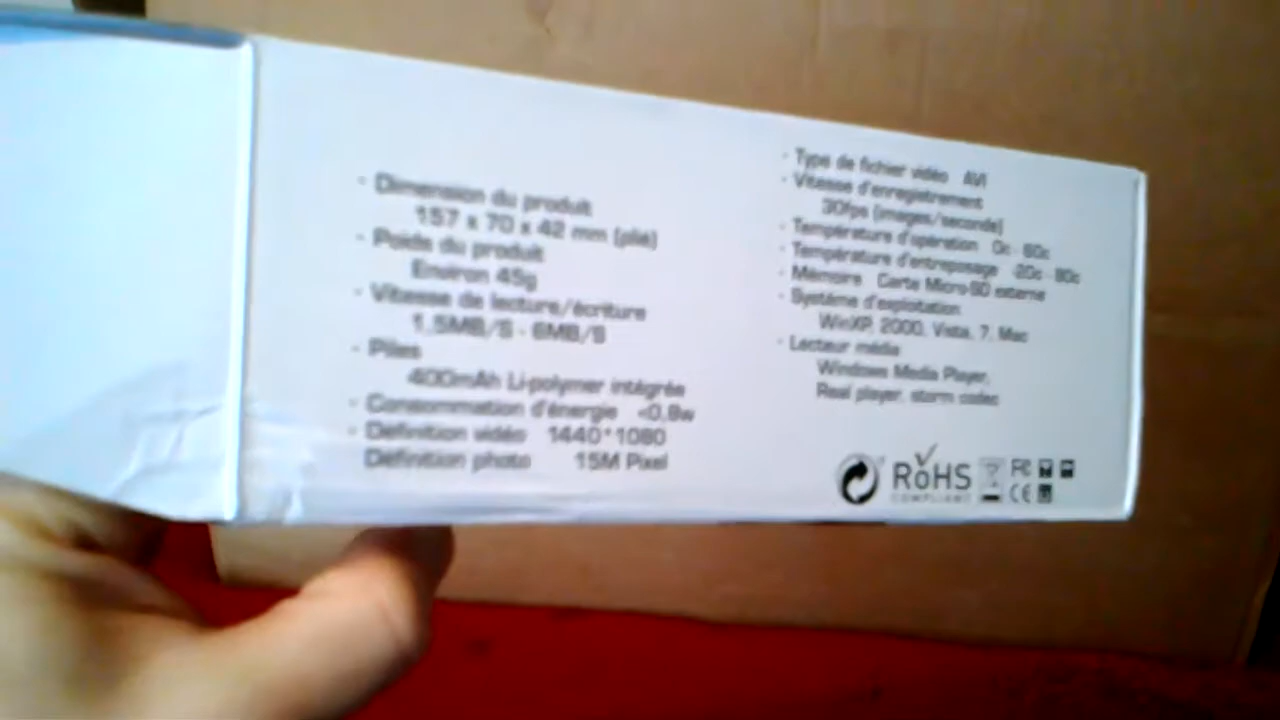 · Dimension du produit
157 x 70 x 42 mm (plié)
· Poids du produit
Environ 45g
· Vitesse de lecture/écriture
1.5MB/S - 6MB/S
· Piles
400mAh Li-polymer intégrée
· Consommation d'énergie <0,8w
· Définition vidéo 1440*1080
Définition photo 15M Pixel
· Type de fichier vidéo AVI
· Vitesse d'enregistrement
30fps (images/seconde)
· Température d'opération 0c - 60c
· Température d'entreposage -20c - 80c
· Mémoire Carte Micro-SD externe
· Système d'exploitation
WinXP, 2000, Vista, 7, Mac
· Lecteur média
Windows Media Player,
Real player, storm codec
RoHS
COMPLIANT
FC
CE